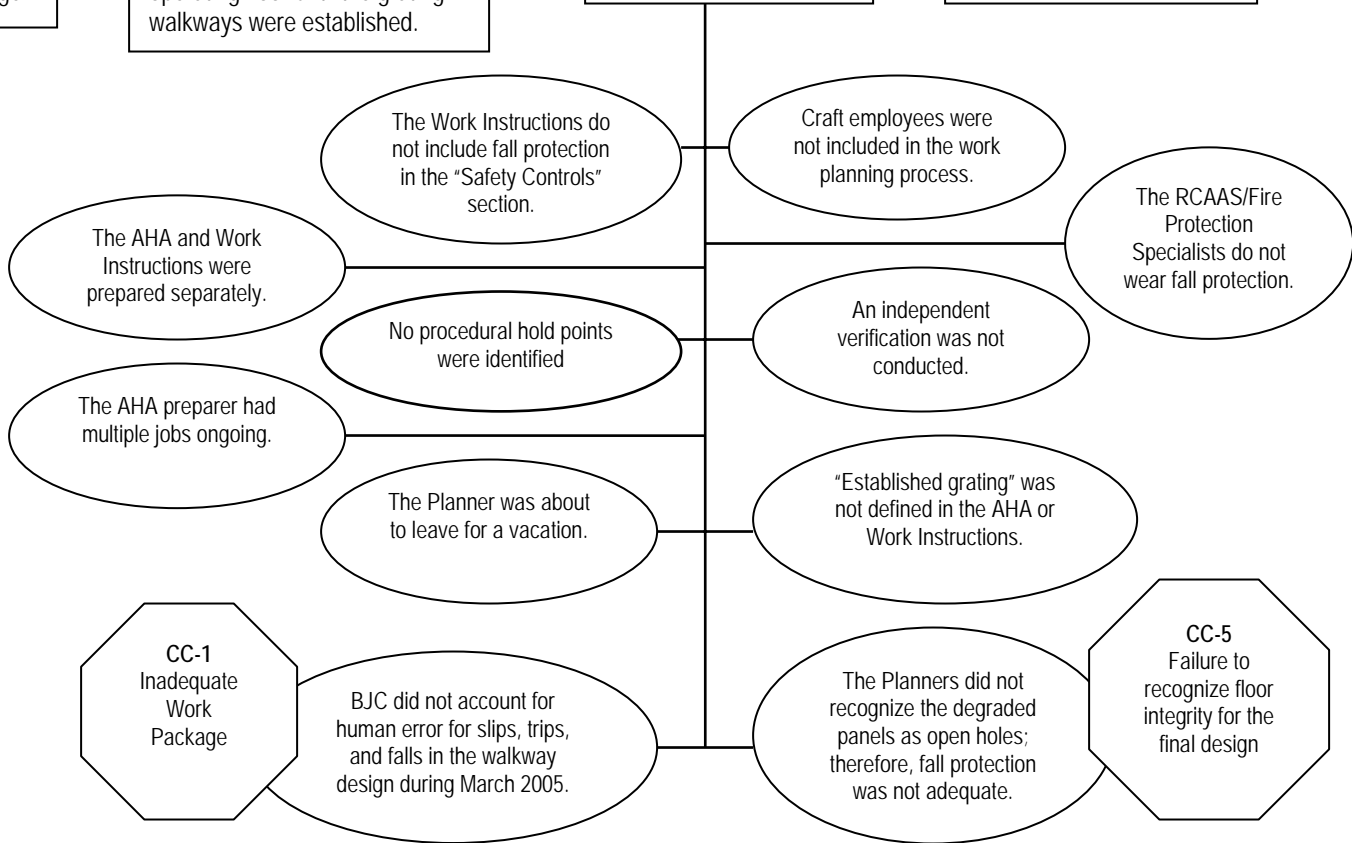 walkways were established.
The Work Instructions do
not include fall protection
in the “Safety Controls”
section.
Craft employees were
not included in the work
planning process.
The RCAAS/Fire
Protection
Specialists do not
wear fall protection.
The AHA and Work
Instructions were
prepared separately.
No procedural hold points
were identified
An independent
verification was not
conducted.
The AHA preparer had
multiple jobs ongoing.
The Planner was about
to leave for a vacation.
“Established grating” was
not defined in the AHA or
Work Instructions.
CC-1
Inadequate
Work
Package
BJC did not account for
human error for slips, trips,
and falls in the walkway
design during March 2005.
The Planners did not
recognize the degraded
panels as open holes;
therefore, fall protection
was not adequate.
CC-5
Failure to
recognize floor
integrity for the
final design